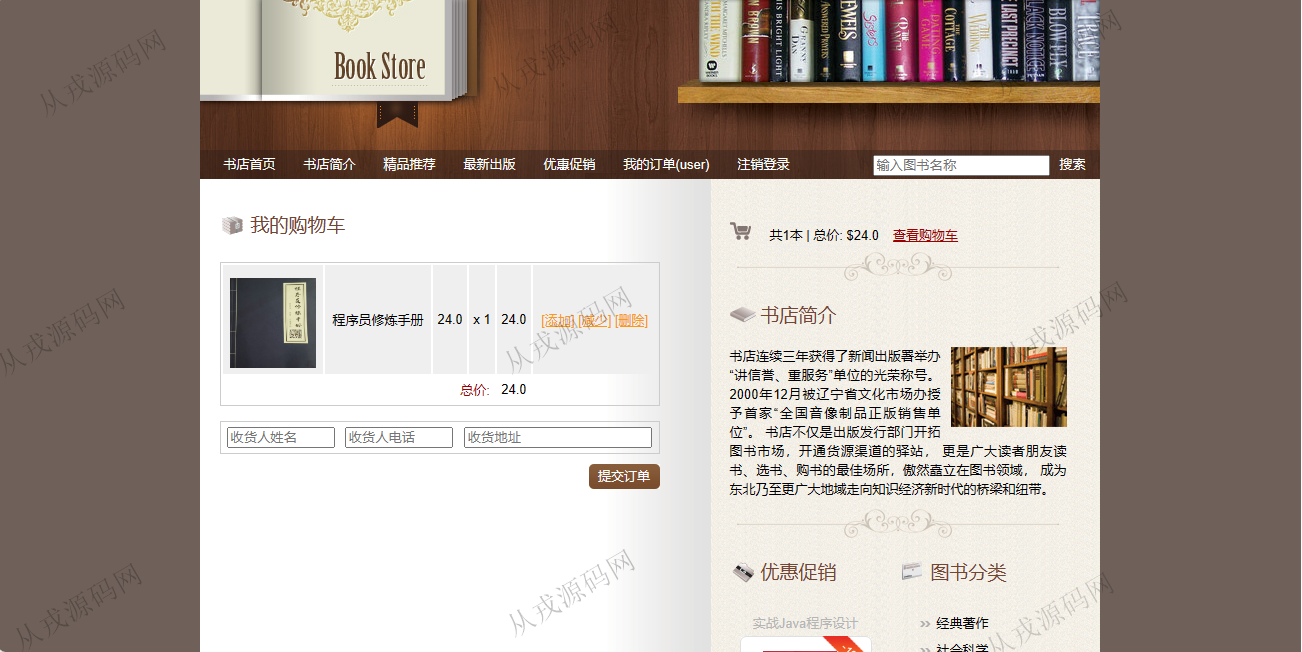 Book Store
书店首页 书店简介 精品推荐 最新出版 优惠促销 我的订单(user) 注销登录 输入图书名称 搜索
我的购物车
程序员修炼手册 24.0 x 1 24.0 [添加] [减少] [删除]
总价: 24.0
收货人姓名 收货人电话 收货地址
提交订单
共1本 | 总价: $24.0 查看购物车
书店简介
书店连续三年获得了新闻出版署举办
“讲信誉、重服务”单位的光荣称号。
2000年12月被辽宁省文化市场办授
予首家“全国音像制品正版销售单
位”。 书店不仅是出版发行部门开拓
图书市场，开通货源渠道的驿站， 更是广大读者朋友读
书、选书、购书的最佳场所，傲然矗立在图书领域， 成为
东北乃至更广大地域走向知识经济新时代的桥梁和纽带。
优惠促销
图书分类
实战Java程序设计
›› 经典著作
›› 社会科学
从戎源码网
从戎源码网
从戎源码网
从戎源码网
从戎源码网
从戎源码网
从戎源码网
从戎源码网
从戎源码网